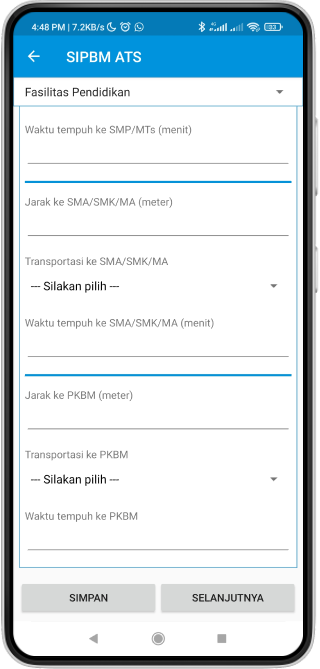 4:48 PM | 7.2KB/s
SIPBM ATS
Fasilitas Pendidikan
Waktu tempuh ke SMP/MTs (menit)
Jarak ke SMA/SMK/MA (meter)
Transportasi ke SMA/SMK/MA
--- Silakan pilih ---
Waktu tempuh ke SMA/SMK/MA (menit)
Jarak ke PKBM (meter)
Transportasi ke PKBM
--- Silakan pilih ---
Waktu tempuh ke PKBM
SIMPAN SELANJUTNYA